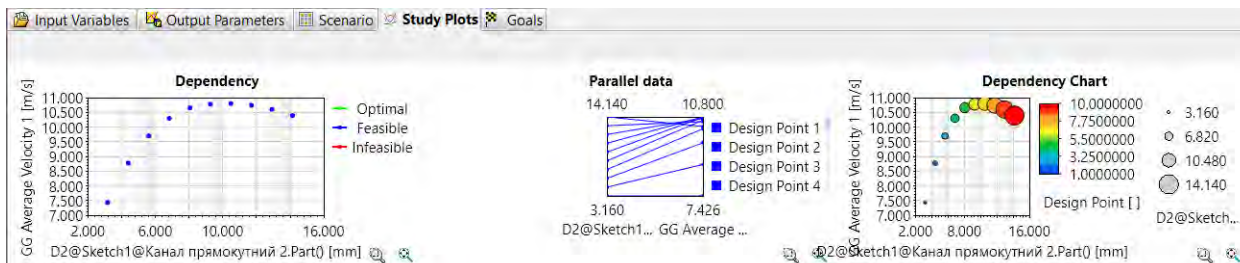 Input Variables Output Parameters Scenario Study Plots Goals
Dependency
GG Average Velocity 1 [m/s]
11.000
10.500
10.000
9.500
9.000
8.500
8.000
7.500
7.000
2.000 6.000 10.000 16.000
D2@Sketch1@Канал прямокутний 2.Part() [mm]
Optimal
Feasible
Infeasible
Parallel data
14.140 10.800
3.160 7.426
D2@Sketch1... GG Average ...
Design Point 1
Design Point 2
Design Point 3
Design Point 4
Dependency Chart
GG Average Velocity 1 [m/s]
11.000
10.500
10.000
9.500
9.000
8.500
8.000
7.500
7.000
2.000 8.000 16.000
D2@Sketch1@Канал прямокутний 2.Part() [mm]
10.0000000
7.75000000
5.50000000
3.25000000
1.0000000
Design Point [ ]
3.160
6.820
10.480
14.140
D2@Sketch...